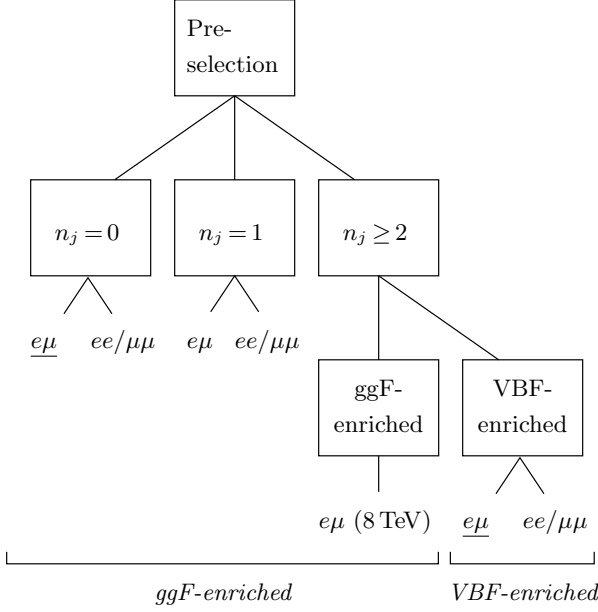 Pre-
selection
n_j = 0
n_j = 1
n_j ≥ 2
eμ ee/μμ eμ ee/μμ
ggF-
enriched
VBF-
enriched
eμ (8 TeV) eμ ee/μμ
ggF-enriched VBF-enriched